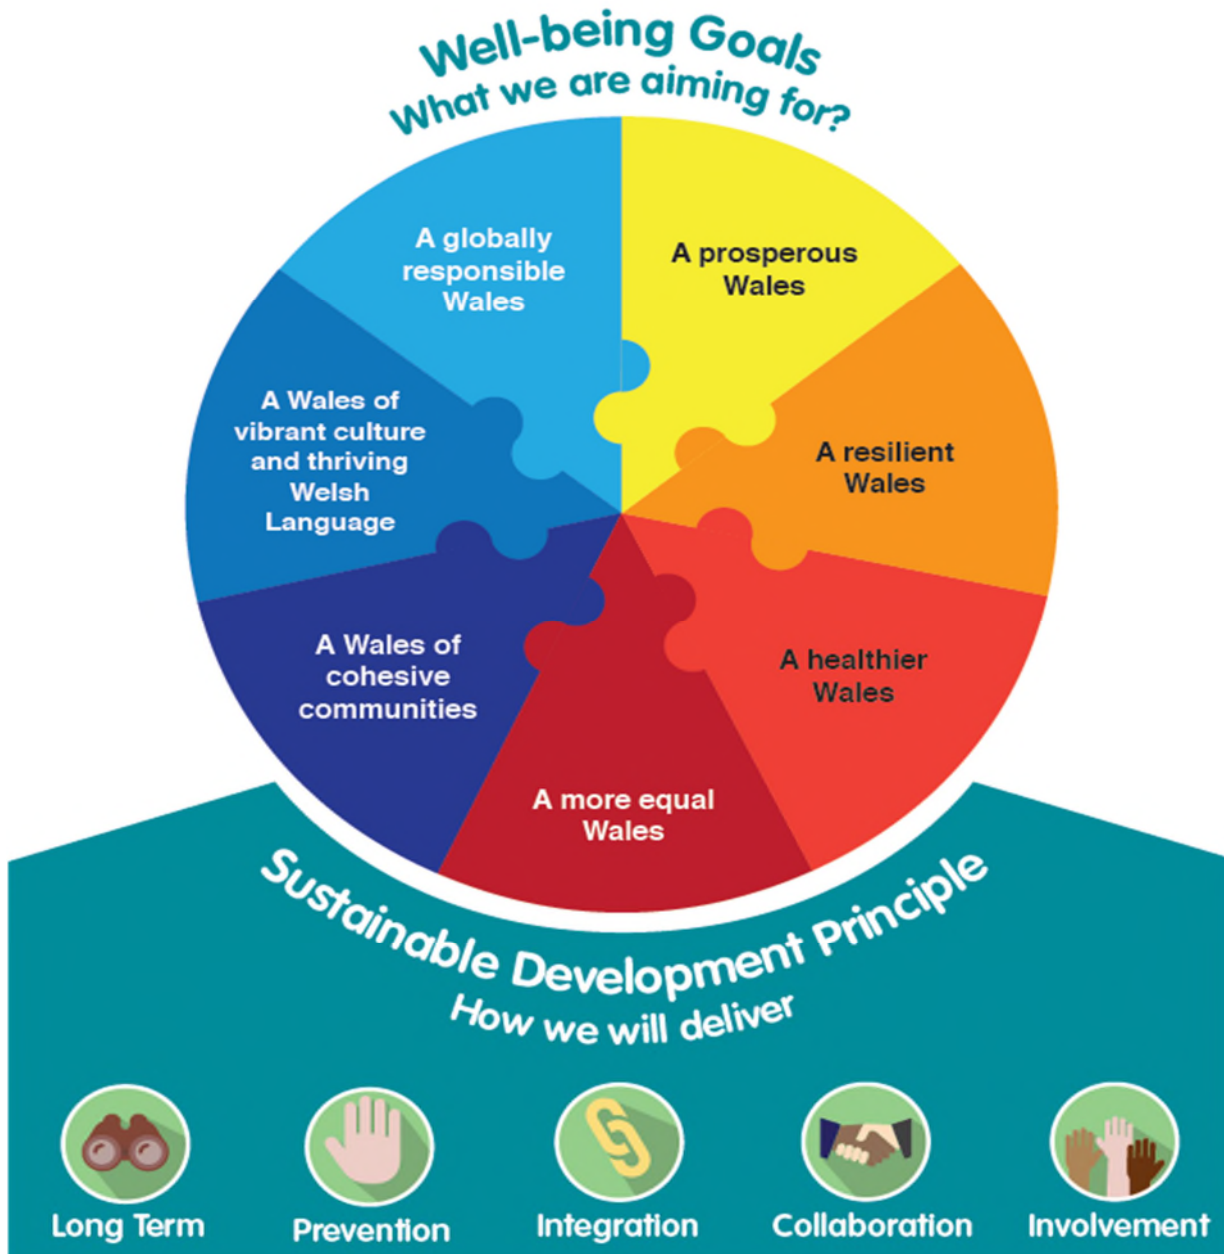 Well-being Goals
What we are aiming for?
A globally
responsible
Wales
A prosperous
Wales
A Wales of
vibrant culture
and thriving
Welsh
Language
A resilient
Wales
A Wales of
cohesive
communities
A healthier
Wales
A more equal
Wales
Sustainable Development Principle
How we will deliver
Long Term
Prevention
Integration
Collaboration
Involvement